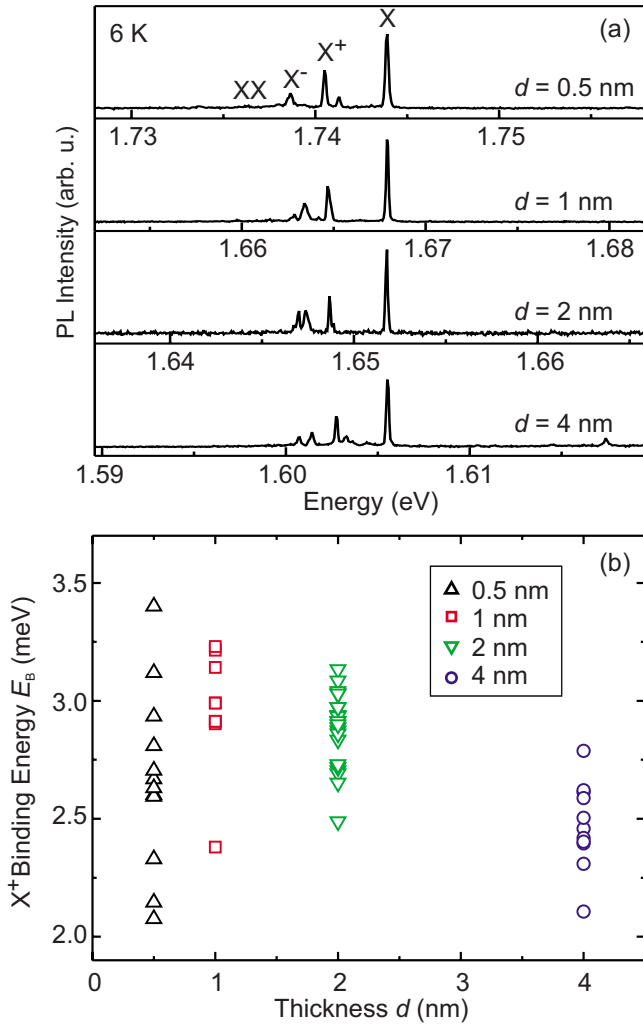 6 K
(a)
XX X- X+ X
d = 0.5 nm
1.73 1.74 1.75
d = 1 nm
1.66 1.67 1.68
d = 2 nm
1.64 1.65 1.66
d = 4 nm
1.59 1.60 1.61
PL Intensity (arb. u.)
Energy (eV)
(b)
3.5
3.0
2.5
2.0
0.5 nm
1 nm
2 nm
4 nm
X+ Binding Energy EB (meV)
0 1 2 3 4
Thickness d (nm)